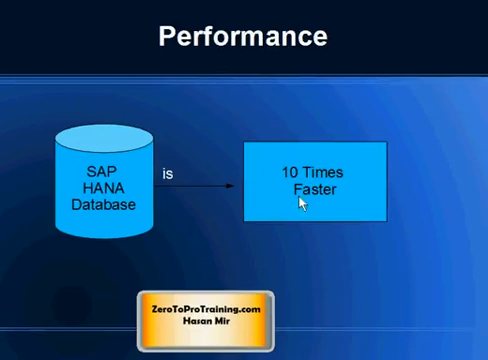 Performance
SAP
HANA
Database
is
10 Times
Faster
ZeroToProTraining.com
Hasan Mir